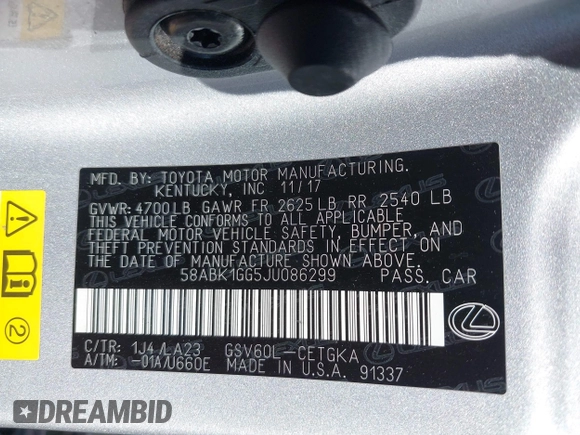 MFD. BY: TOYOTA MOTOR MANUFACTURING.
KENTUCKY, INC 11/17
GVWR: 4700LB GAWR FR 2625LB RR 2540 LB
THIS VEHICLE CONFORMS TO ALL APPLICABLE
FEDERAL MOTOR VEHICLE SAFETY, BUMPER, AND
THEFT PREVENTION STANDARDS IN EFFECT ON
THE DATE OF MANUFACTURE SHOWN ABOVE.
58ABK1GG5JU086299 PASS. CAR
C/TR: 1J4/LA23 GSV60L-CETGKA
A/TM: -01A/U660E MADE IN U.S.A. 91337
LEXUS
2
DREAMBID